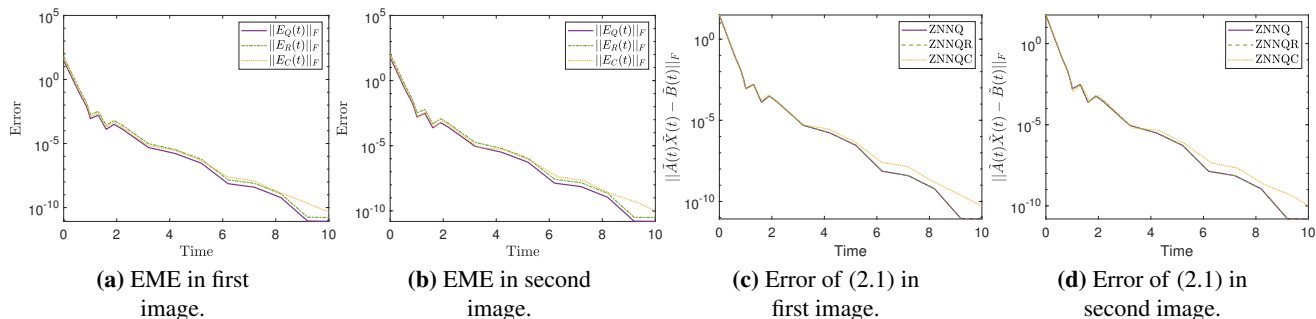 10^5
10^0
10^-5
10^-10
Error
0 2 4 6 8 10
Time
||E_Q(t)||_F
||E_R(t)||_F
||E_C(t)||_F
(a) EME in first
image.
10^5
10^0
10^-5
10^-10
Error
0 2 4 6 8 10
Time
||E_Q(t)||_F
||E_R(t)||_F
||E_C(t)||_F
(b) EME in second
image.
10^0
10^-5
10^-10
||Ã(t)X̃(t) − B̃(t)||_F
0 2 4 6 8 10
Time
ZNNQ
ZNNQR
ZNNQC
(c) Error of (2.1) in
first image.
10^0
10^-5
10^-10
||Ã(t)X̃(t) − B̃(t)||_F
0 2 4 6 8 10
Time
ZNNQ
ZNNQR
ZNNQC
(d) Error of (2.1) in
second image.